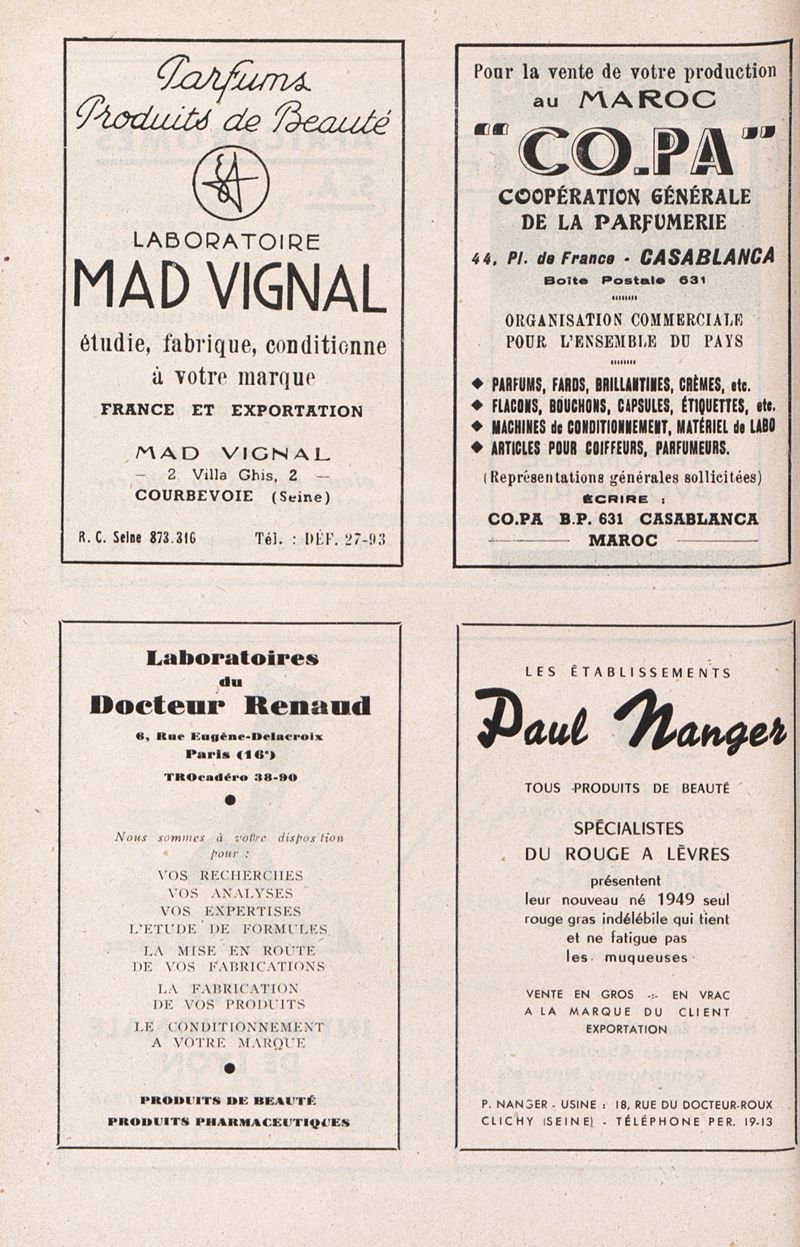 Parfums
Produits de Beauté
LABORATOIRE
MAD VIGNAL
étudie, fabrique, conditionne
à votre marque
FRANCE ET EXPORTATION
MAD VIGNAL
— 2 Villa Ghis, 2 —
COURBEVOIE (Seine)
R. C. Seine 873.316 Tél. : DÉF. 27-93
Pour la vente de votre production
au MAROC
"CO.PA"
COOPÉRATION GÉNÉRALE
DE LA PARFUMERIE
44, Pl. de France - CASABLANCA
Boîte Postale 631
ORGANISATION COMMERCIALE
POUR L'ENSEMBLE DU PAYS
◆ PARFUMS, FARDS, BRILLANTINES, CRÈMES, etc.
◆ FLACONS, BOUCHONS, CAPSULES, ÉTIQUETTES, etc.
◆ MACHINES de CONDITIONNEMENT, MATÉRIEL de LABO
◆ ARTICLES POUR COIFFEURS, PARFUMEURS.
(Représentations générales sollicitées)
ÉCRIRE :
CO.PA B.P. 631 CASABLANCA
MAROC
Laboratoires
du
Docteur Renaud
6, Rue Eugène-Delacroix
Paris (16e)
TROcadéro 38-90
Nous sommes à votre dispos tion
pour :
VOS RECHERCHES
VOS ANALYSES
VOS EXPERTISES
L'ETUDE DE FORMULES
LA MISE EN ROUTE
DE VOS FABRICATIONS
LA FABRICATION
DE VOS PRODUITS
LE CONDITIONNEMENT
A VOTRE MARQUE
PRODUITS DE BEAUTÉ
PRODUITS PHARMACEUTIQUES
LES ÉTABLISSEMENTS
Paul Nanger
TOUS PRODUITS DE BEAUTÉ
SPÉCIALISTES
DU ROUGE A LÈVRES
présentent
leur nouveau né 1949 seul
rouge gras indélébile qui tient
et ne fatigue pas
les muqueuses
VENTE EN GROS -:- EN VRAC
A LA MARQUE DU CLIENT
EXPORTATION
P. NANGER - USINE : 18, RUE DU DOCTEUR-ROUX
CLICHY (SEINE) - TÉLÉPHONE PER. 19-13